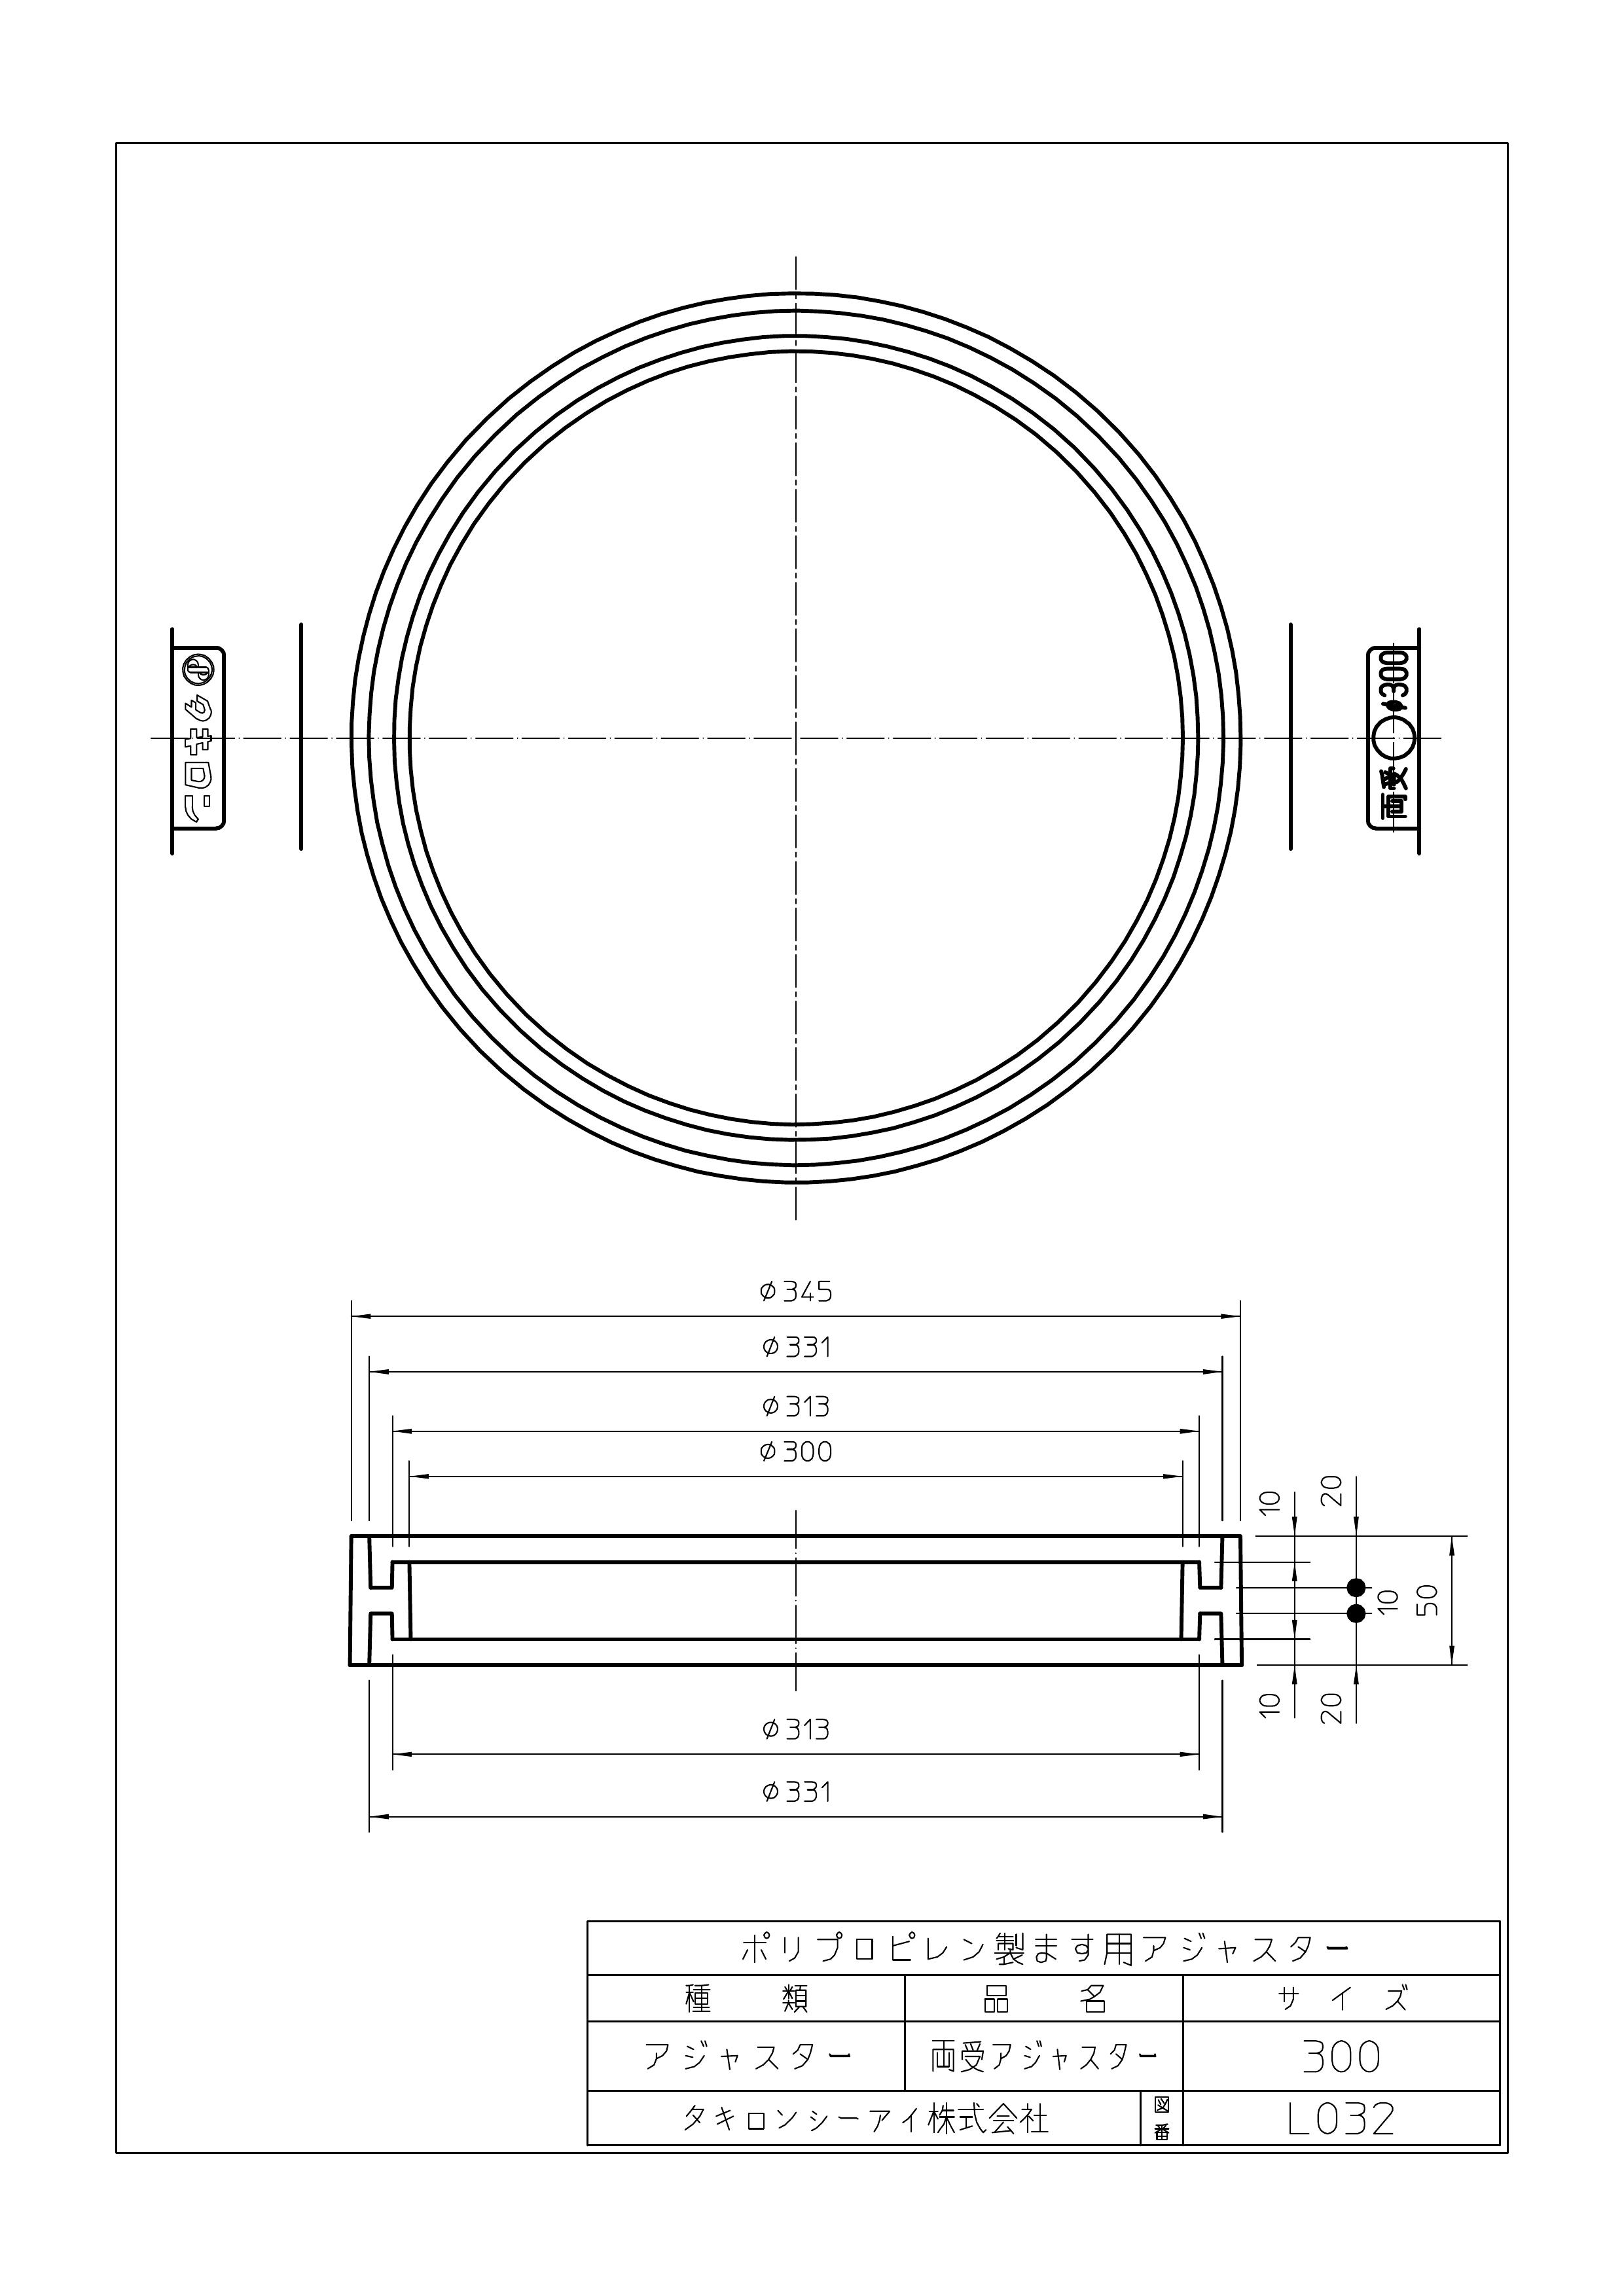 タキロン
両受 ○ φ300
φ345
φ331
φ313
φ300
10
20
10
50
10
20
φ313
φ331
ポリプロピレン製ます用アジャスター
種類 品名 サイズ
アジャスター 両受アジャスター 300
タキロンシーアイ株式会社 図番 L032